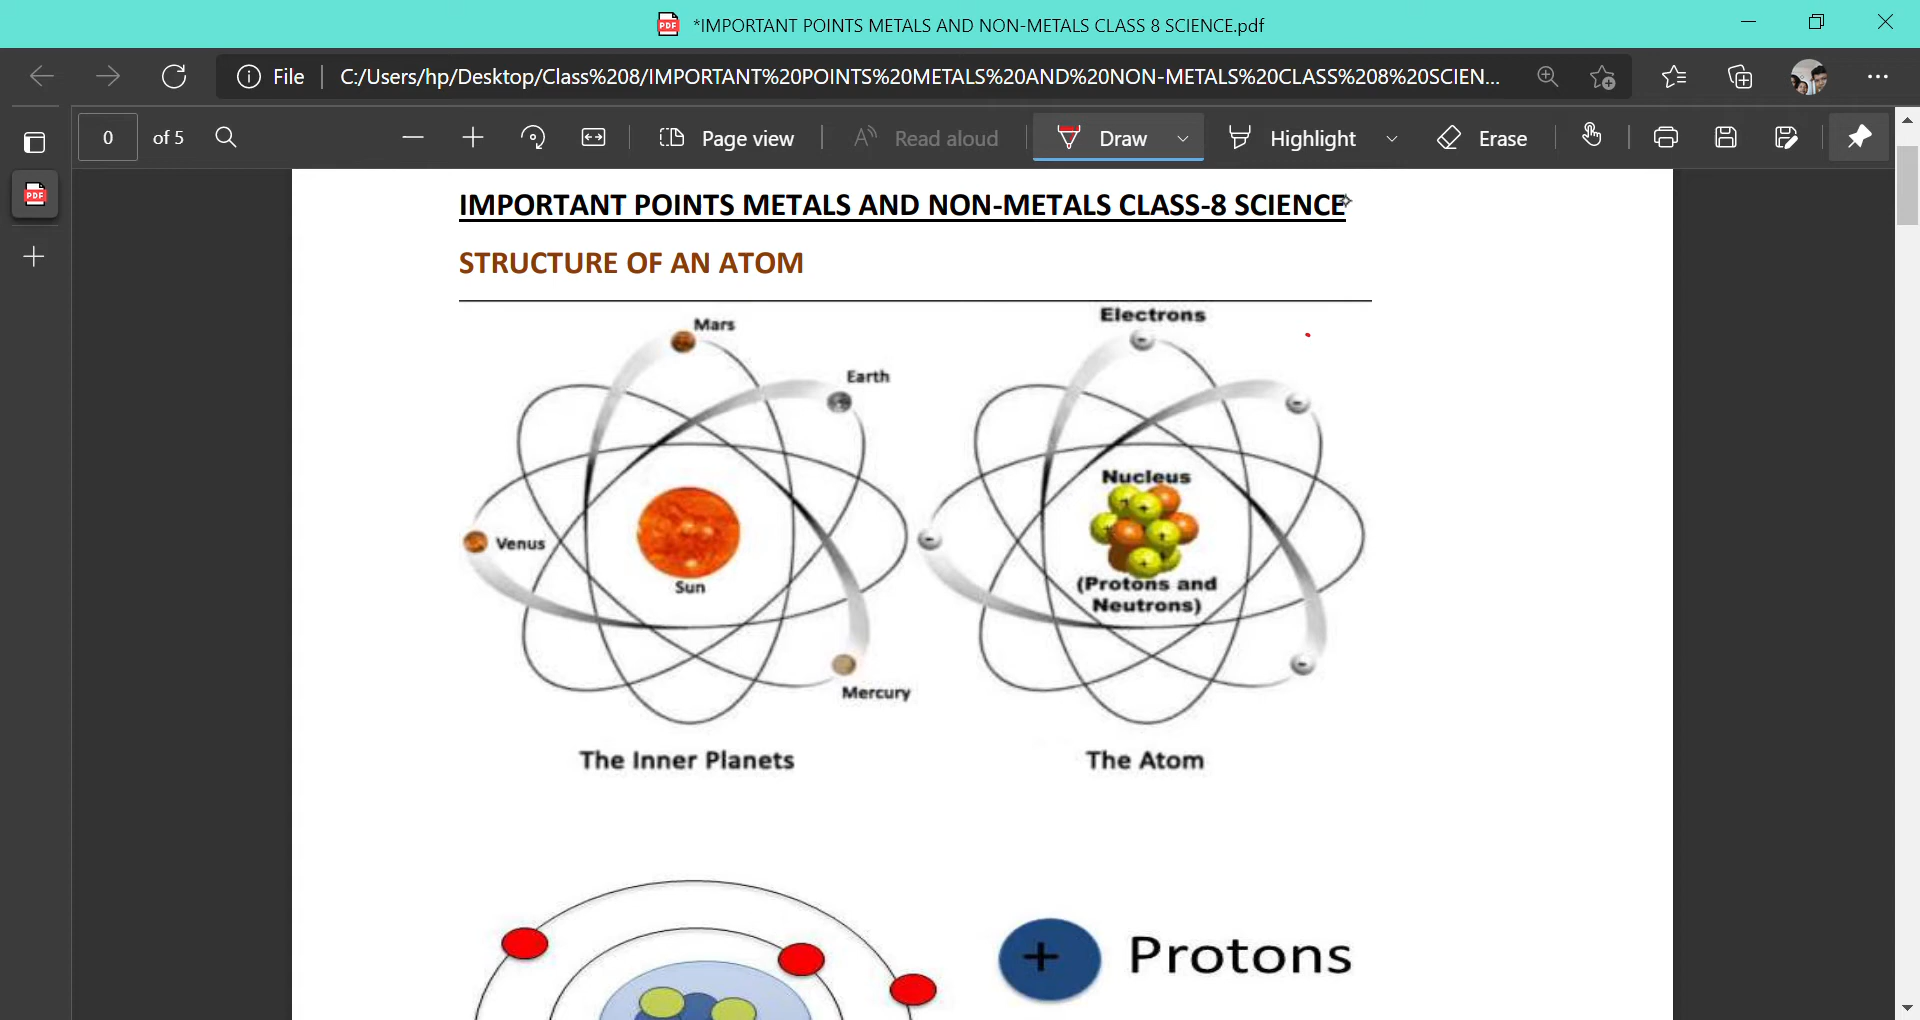 *IMPORTANT POINTS METALS AND NON-METALS CLASS 8 SCIENCE.pdf
File C:/Users/hp/Desktop/Class%208/IMPORTANT%20POINTS%20METALS%20AND%20NON-METALS%20CLASS%208%20SCIEN...
0 of 5 Page view Read aloud Draw Highlight Erase
IMPORTANT POINTS METALS AND NON-METALS CLASS-8 SCIENCE
STRUCTURE OF AN ATOM
Mars
Earth
Venus
Sun
Mercury
The Inner Planets
Electrons
Nucleus
(Protons and
Neutrons)
The Atom
+ Protons